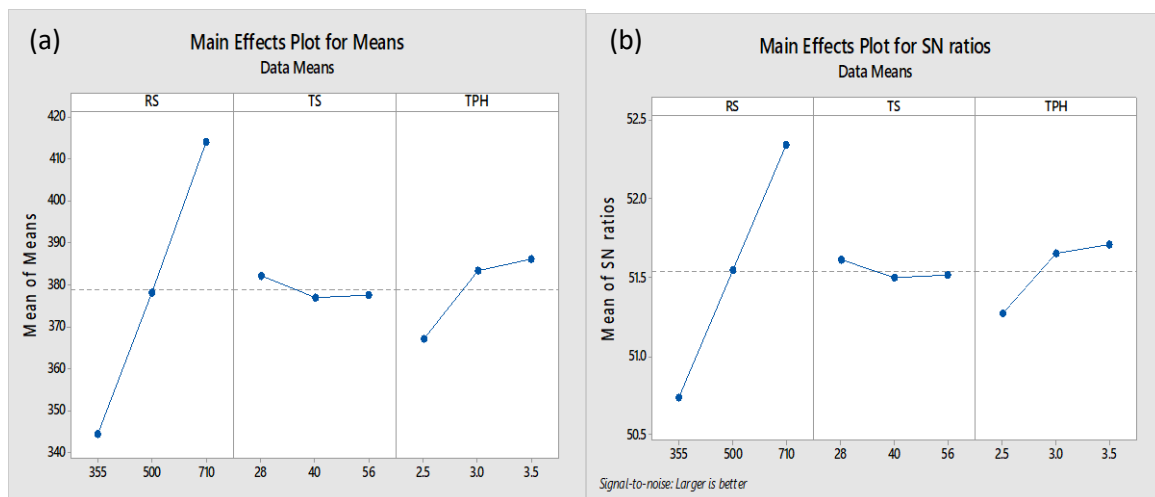 (a)
Main Effects Plot for Means
Data Means
RS TS TPH
420
410
400
390
380
370
360
350
340
Mean of Means
355 500 710 28 40 56 2.5 3.0 3.5
(b)
Main Effects Plot for SN ratios
Data Means
RS TS TPH
52.5
52.0
51.5
51.0
50.5
Mean of SN ratios
355 500 710 28 40 56 2.5 3.0 3.5
Signal-to-noise: Larger is better